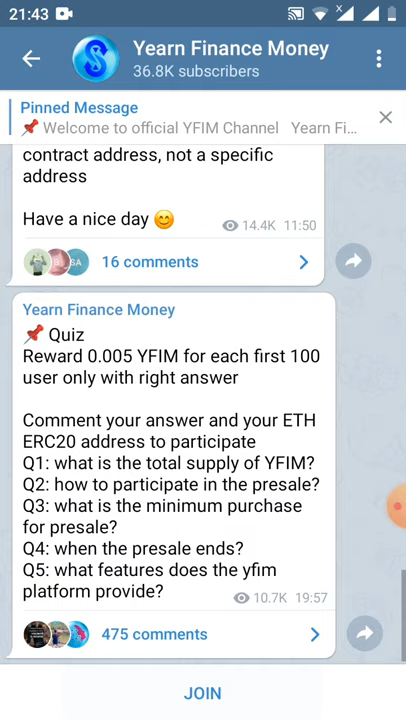 21:43
Yearn Finance Money
36.8K subscribers
Pinned Message
📌 Welcome to official YFIM Channel Yearn Fi...
contract address, not a specific
address
Have a nice day 😊
14.4K 11:50
16 comments
Yearn Finance Money
📌 Quiz
Reward 0.005 YFIM for each first 100
user only with right answer
Comment your answer and your ETH
ERC20 address to participate
Q1: what is the total supply of YFIM?
Q2: how to participate in the presale?
Q3: what is the minimum purchase
for presale?
Q4: when the presale ends?
Q5: what features does the yfim
platform provide?
10.7K 19:57
475 comments
JOIN